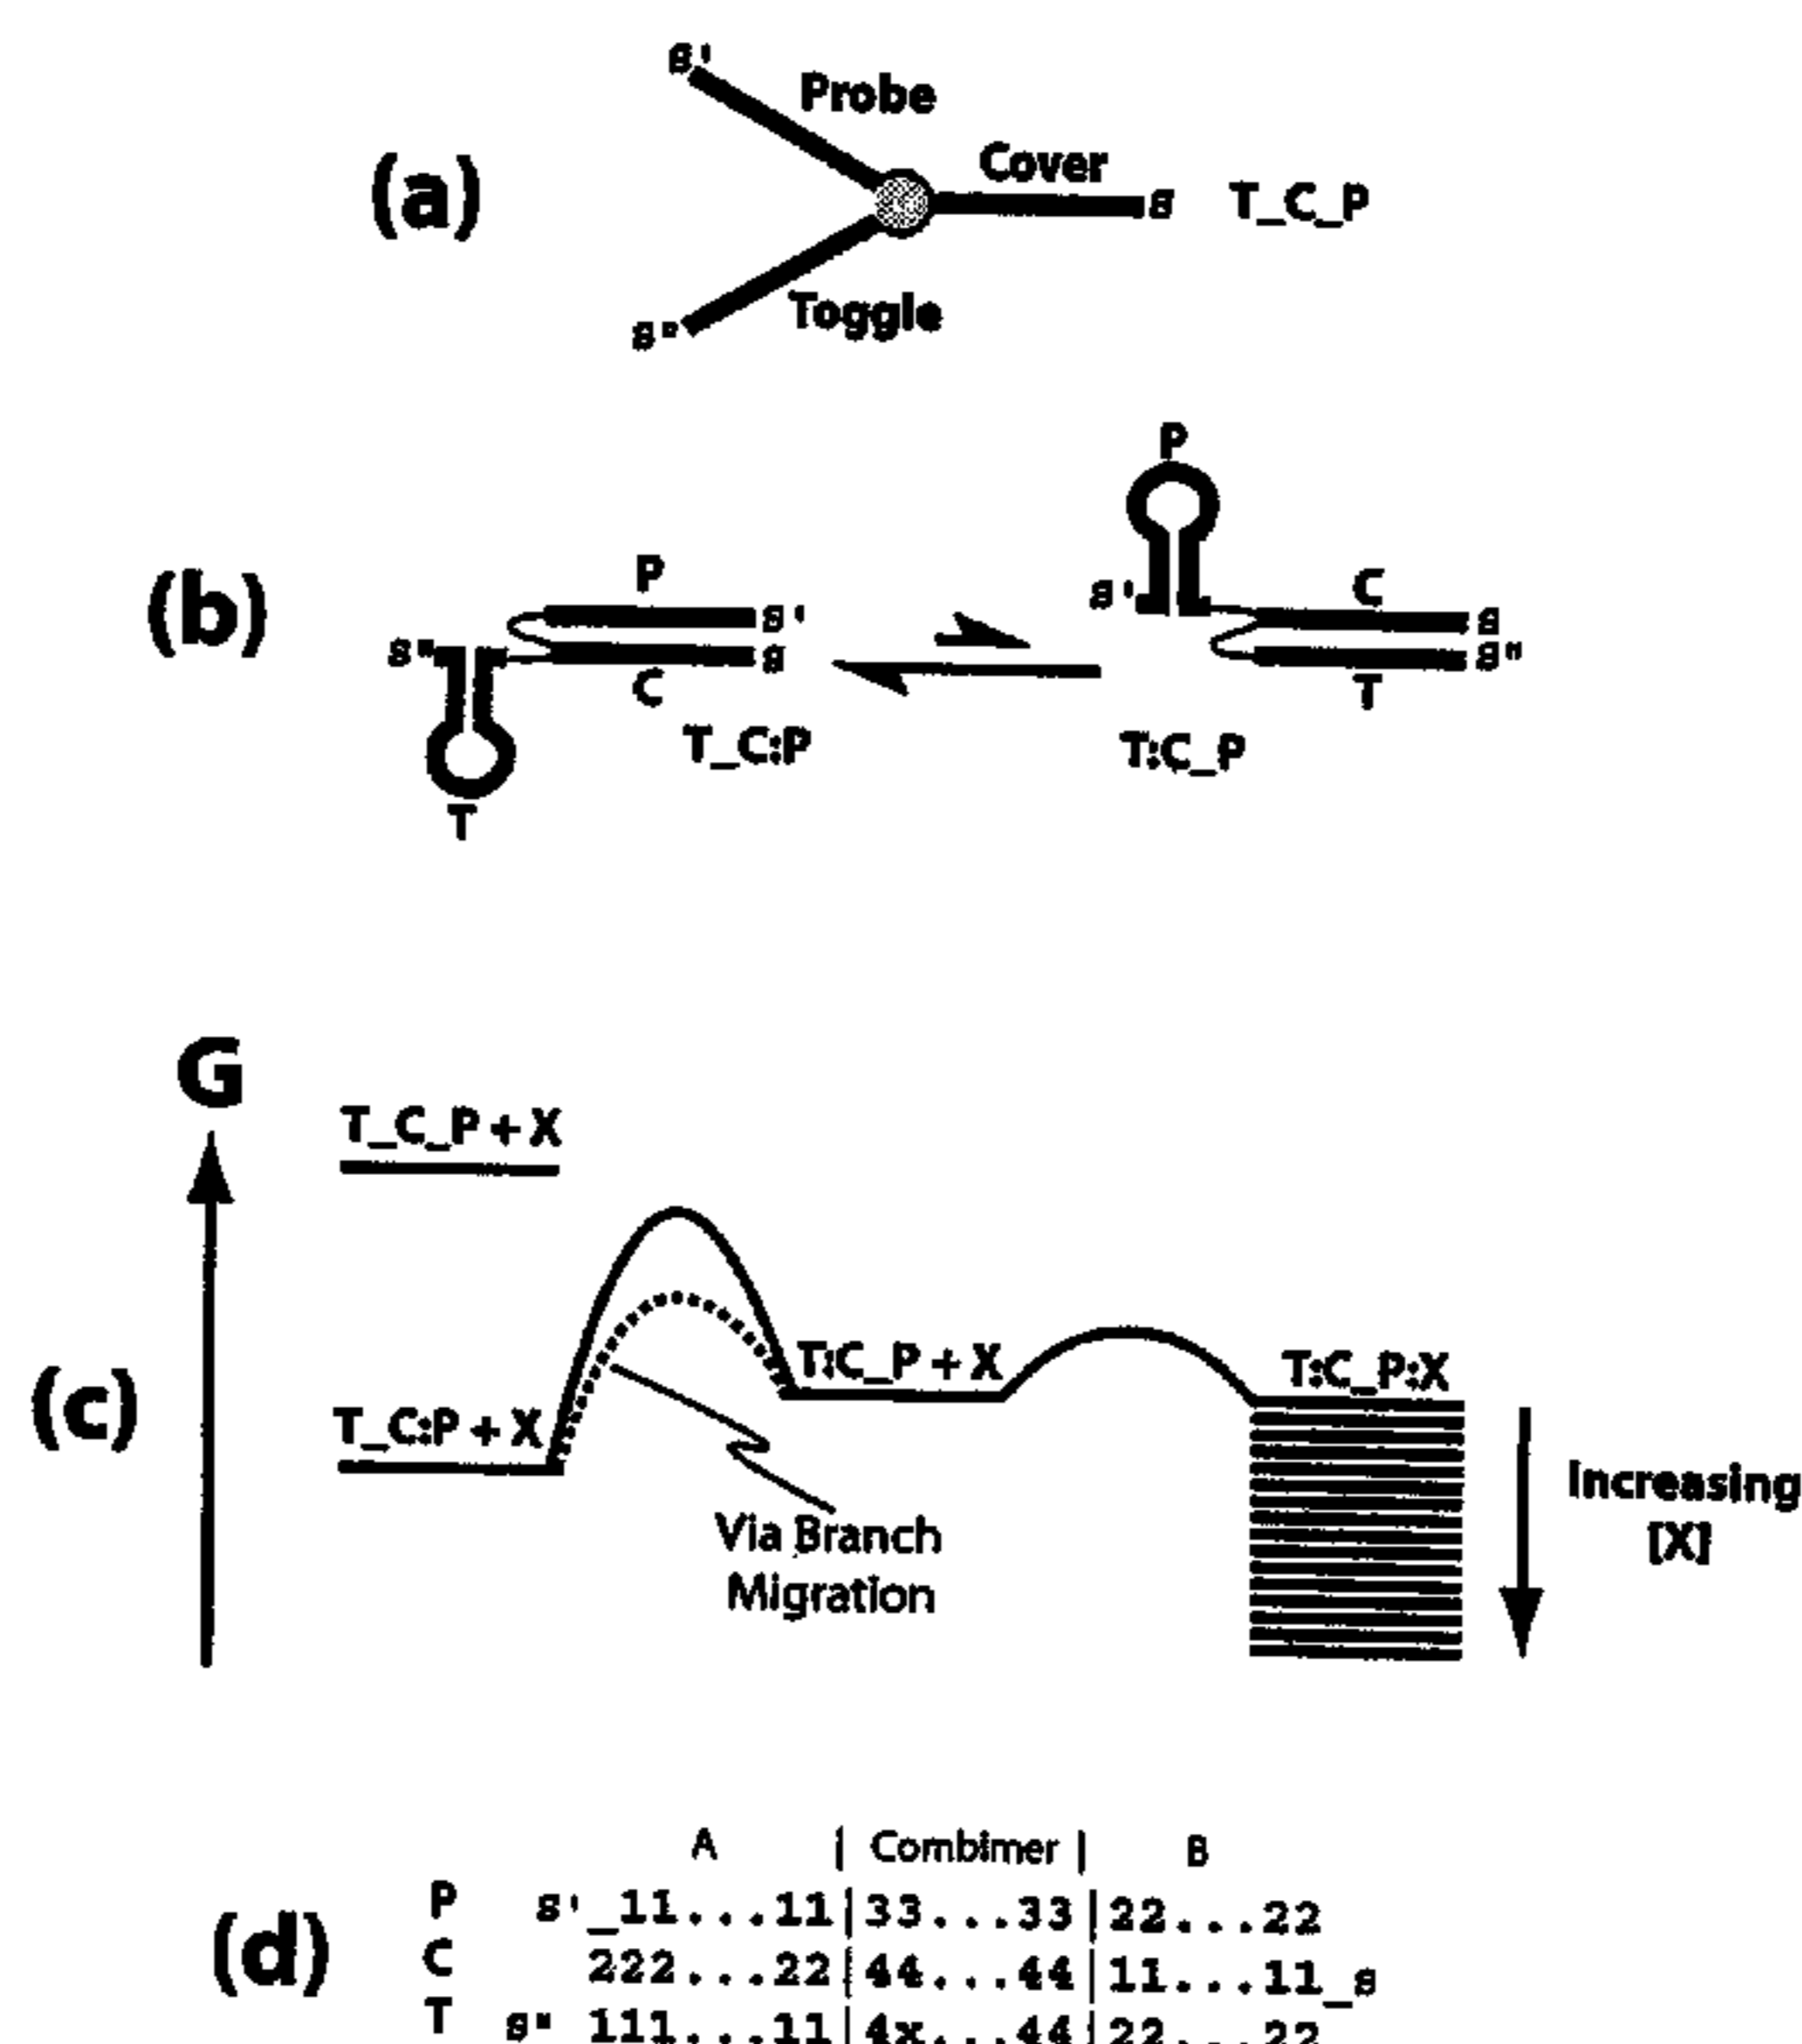 (a)
s'
Probe
Cover
s
T_C_P
Toggle
s"
(b)
P
s'
s"
s
C
T_C:P
T
P
s'
C
s
s"
T
T:C_P
(c)
G
T_C_P + X
T_C:P + X
T:C_P + X
T:C_P:X
Via Branch
Migration
Increasing
[X]
(d)
A | Combimer | B
P s'_11...11|33...33|22...22
C 222...22|44...44|11...11_s
T s" 111...11|4x...44|22...22